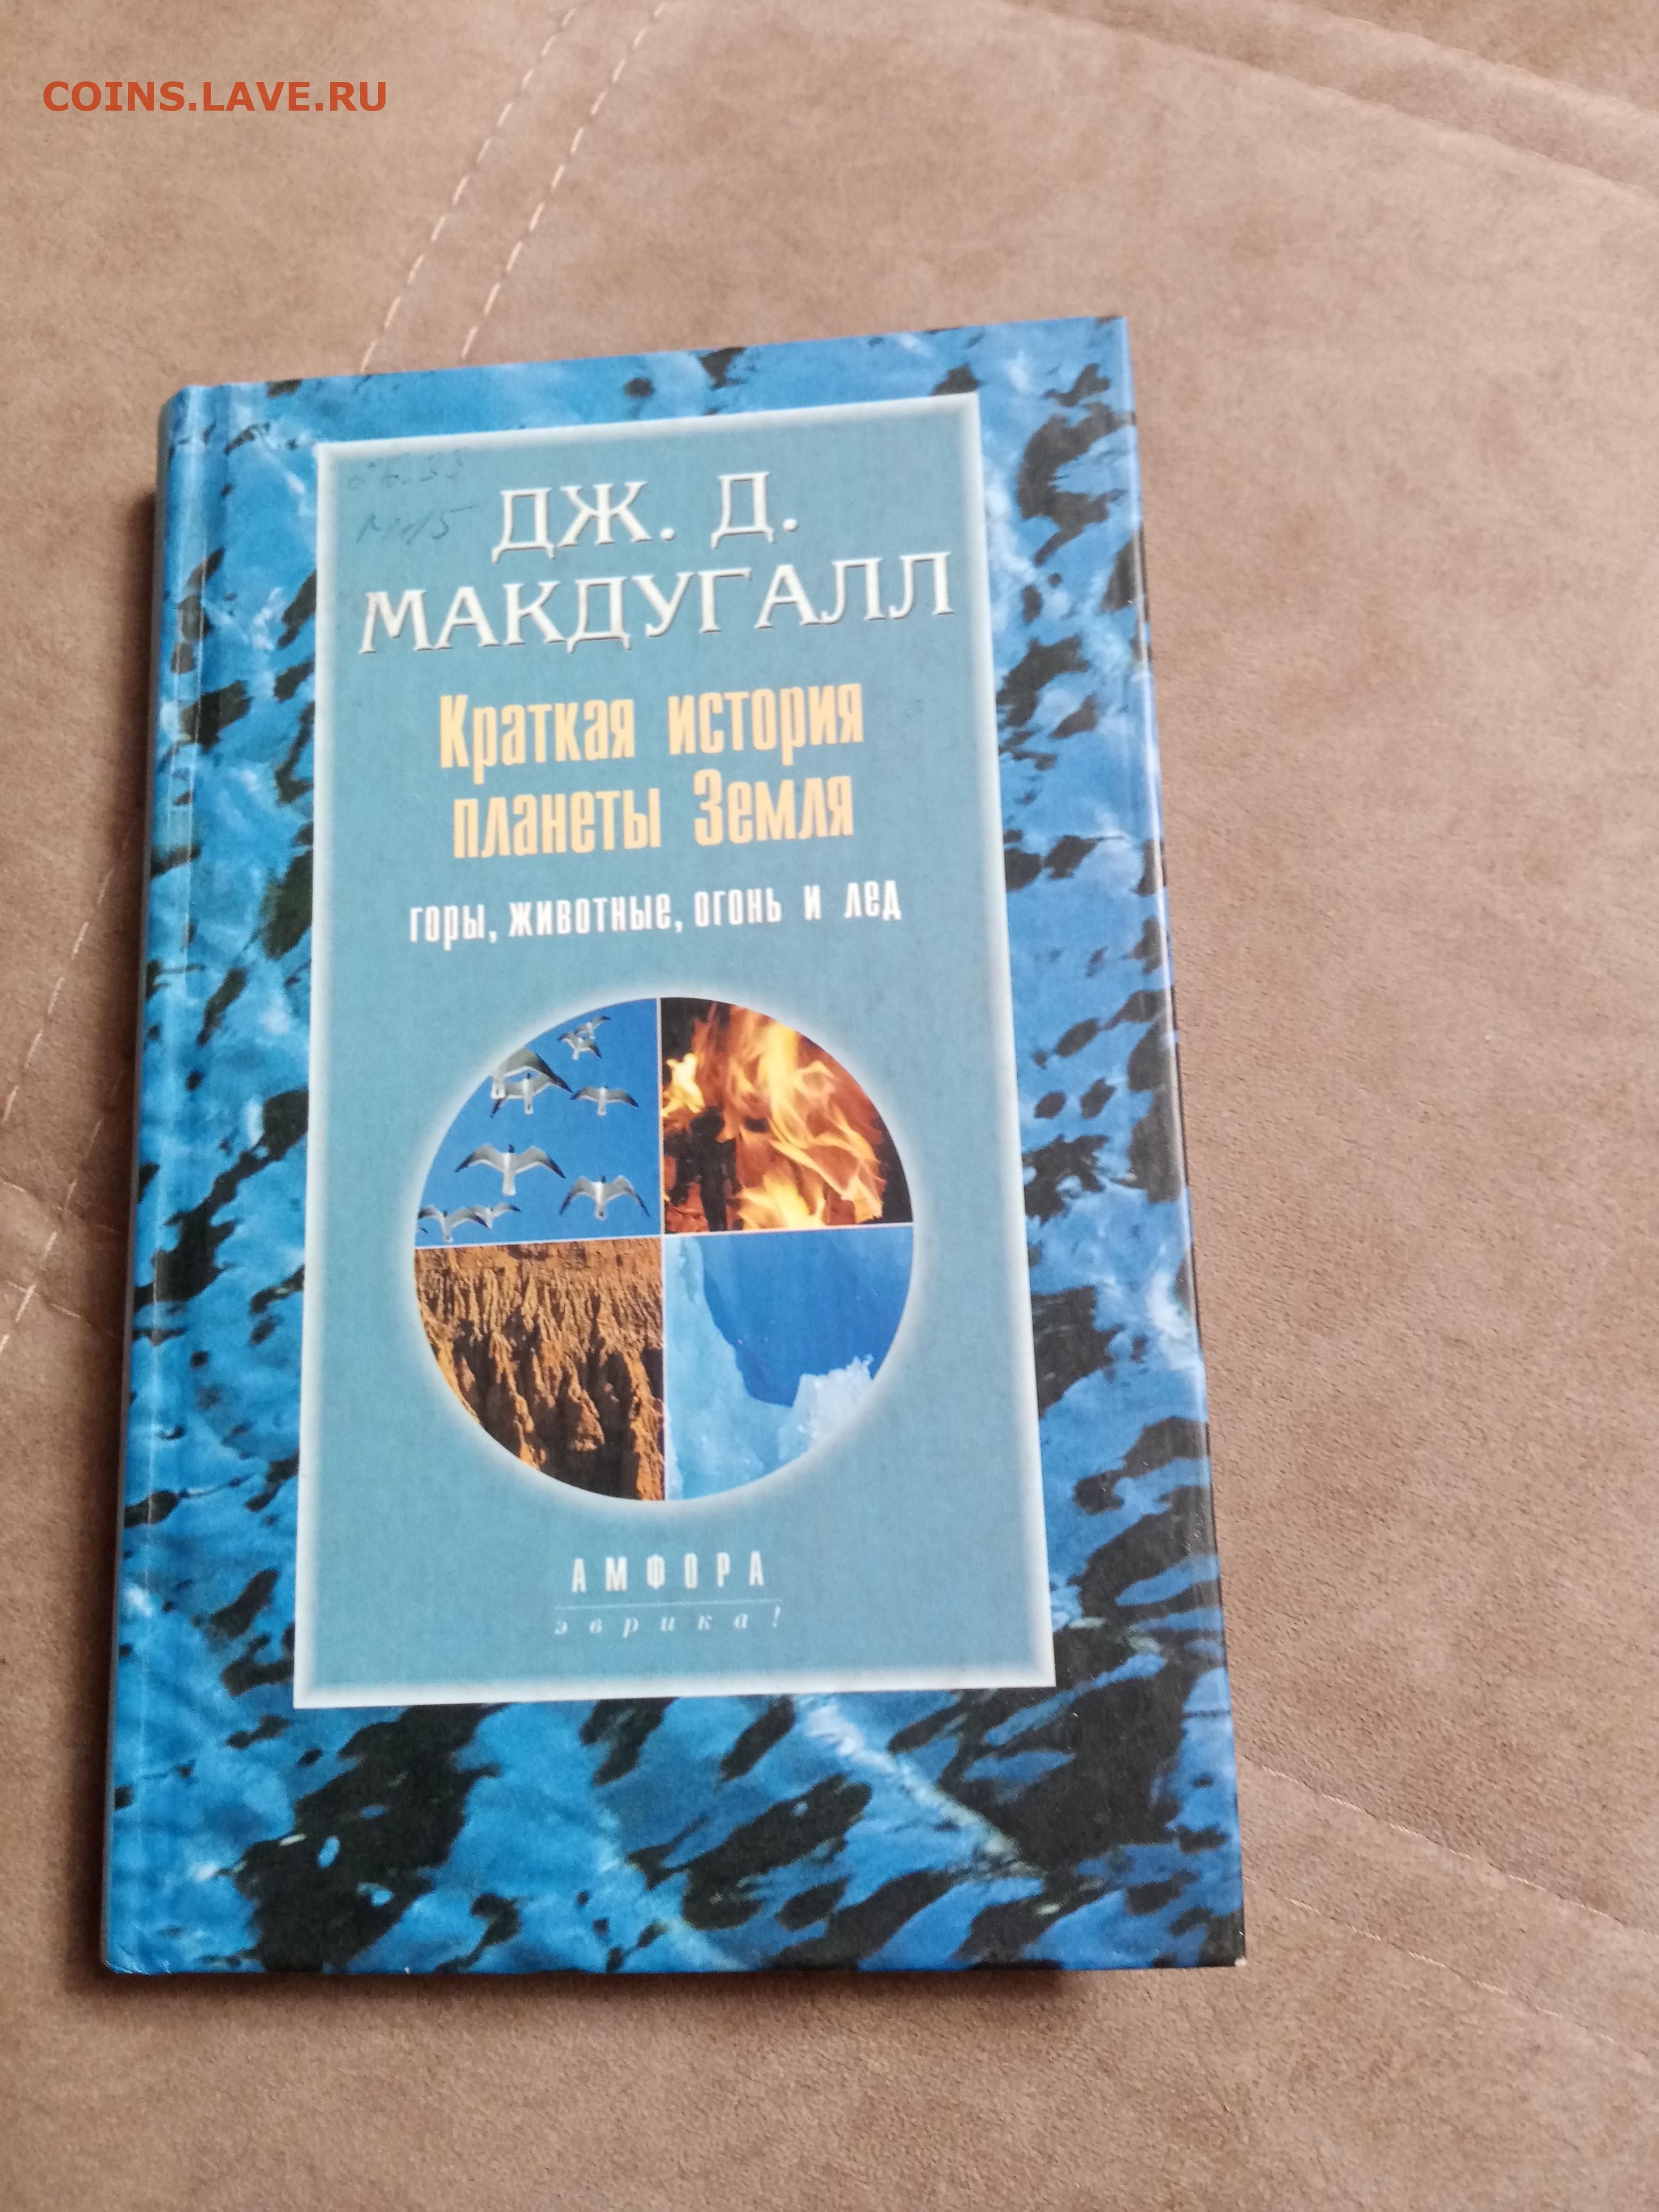 COINS.LAVE.RU
ДЖ. Д.
МАКДУГАЛЛ
Краткая история
планеты Земля
горы, животные, огонь и лед
АМФОРА
эврика!